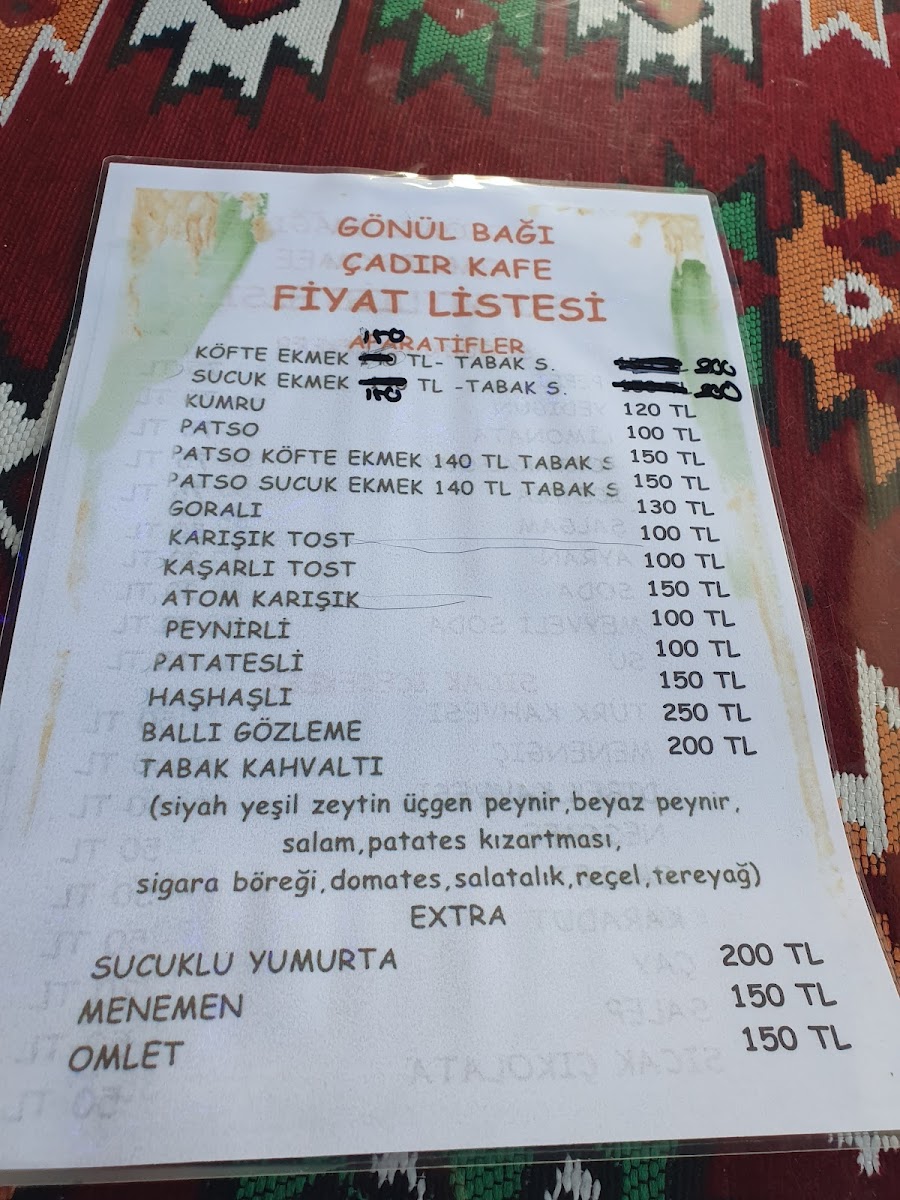 GÖNÜL BAĞI
ÇADIR KAFE
FİYAT LİSTESİ
APARATİFLER
KÖFTE EKMEK 150 TL- TABAK S. 200
SUCUK EKMEK 150 TL -TABAK S. 200
KUMRU 120 TL
PATSO 100 TL
PATSO KÖFTE EKMEK 140 TL TABAK S 150 TL
PATSO SUCUK EKMEK 140 TL TABAK S 150 TL
GORALI 130 TL
KARIŞIK TOST 100 TL
KAŞARLI TOST 100 TL
ATOM KARIŞIK 150 TL
PEYNİRLİ 100 TL
PATATESLİ 100 TL
HAŞHAŞLI 150 TL
BALLI GÖZLEME 250 TL
TABAK KAHVALTI 200 TL
(siyah yeşil zeytin üçgen peynir,beyaz peynir,
salam,patates kızartması,
sigara böreği,domates,salatalık,reçel,tereyağ)
EXTRA
SUCUKLU YUMURTA 200 TL
MENEMEN 150 TL
OMLET 150 TL